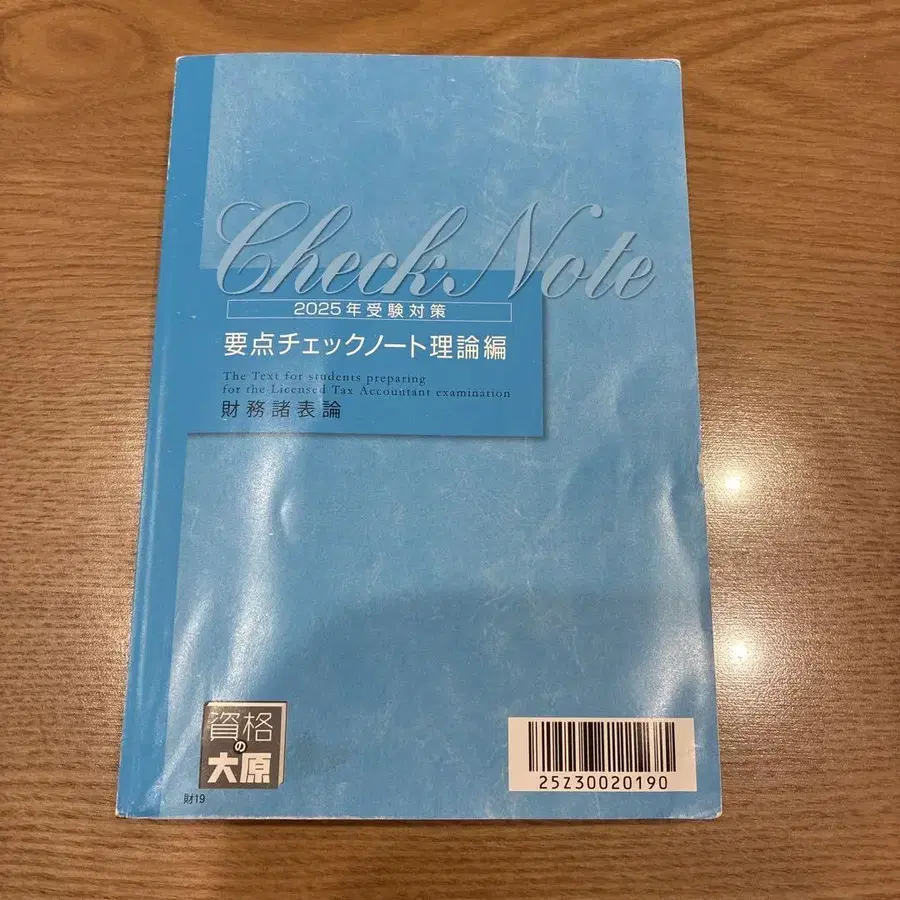 Check Note
2025年受験対策
要点チェックノート理論編
The Text for students preparing
for the Licensed Tax Accountant examination
財務諸表論
資格
の
大原
財19
25Z30020190